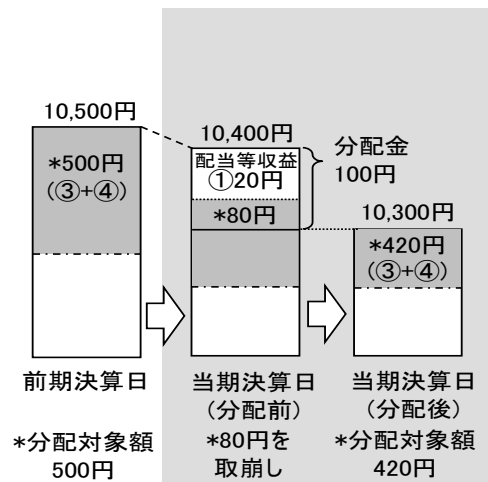 10,500円
*500円
(③+④)
前期決算日
*分配対象額
500円
10,400円
配当等収益
①20円
*80円
分配金
100円
当期決算日
(分配前)
*80円を
取崩し
10,300円
*420円
(③+④)
当期決算日
(分配後)
*分配対象額
420円